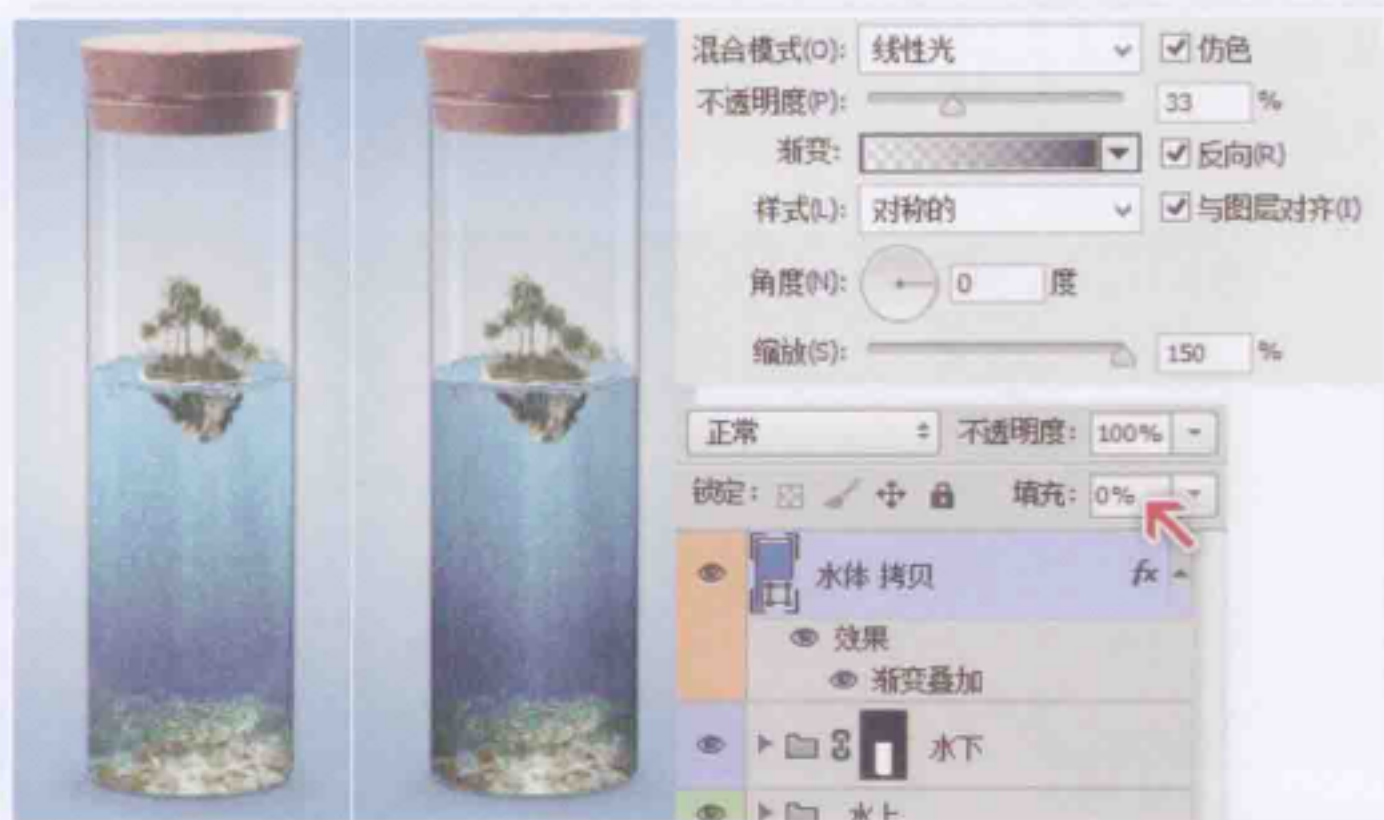 混合模式(O): 线性光 仿色
不透明度(P): 33 %
渐变: 反向(R)
样式(L): 对称的 与图层对齐(I)
角度(N): 0 度
缩放(S): 150 %
正常 不透明度: 100%
锁定: 填充: 0%
水体 拷贝 fx
效果
渐变叠加
水下
水上